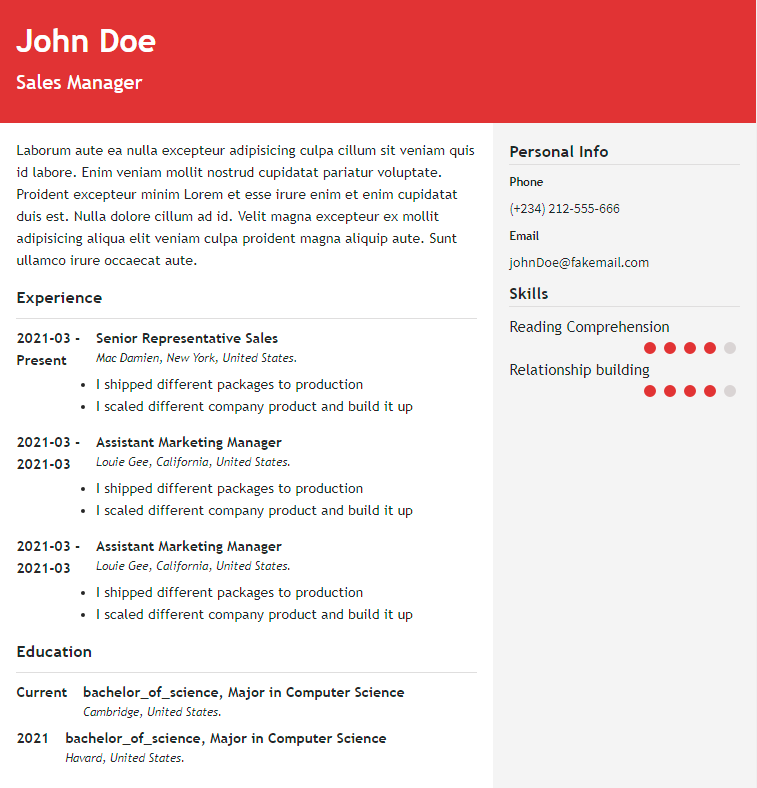 John Doe
Sales Manager
Laborum aute ea nulla excepteur adipisicing culpa cillum sit veniam quis
id labore. Enim veniam mollit nostrud cupidatat pariatur voluptate.
Proident excepteur minim Lorem et esse irure enim et enim cupidatat
duis est. Nulla dolore cillum ad id. Velit magna excepteur ex mollit
adipisicing aliqua elit veniam culpa proident magna aliquip aute. Sunt
ullamco irure occaecat aute.
Experience
2021-03 - Senior Representative Sales
Present Mac Damien, New York, United States.
• I shipped different packages to production
• I scaled different company product and build it up
2021-03 - Assistant Marketing Manager
2021-03 Louie Gee, California, United States.
• I shipped different packages to production
• I scaled different company product and build it up
2021-03 - Assistant Marketing Manager
2021-03 Louie Gee, California, United States.
• I shipped different packages to production
• I scaled different company product and build it up
Education
Current bachelor_of_science, Major in Computer Science
Cambridge, United States.
2021 bachelor_of_science, Major in Computer Science
Havard, United States.
Personal Info
Phone
(+234) 212-555-666
Email
johnDoe@fakemail.com
Skills
Reading Comprehension
Relationship building